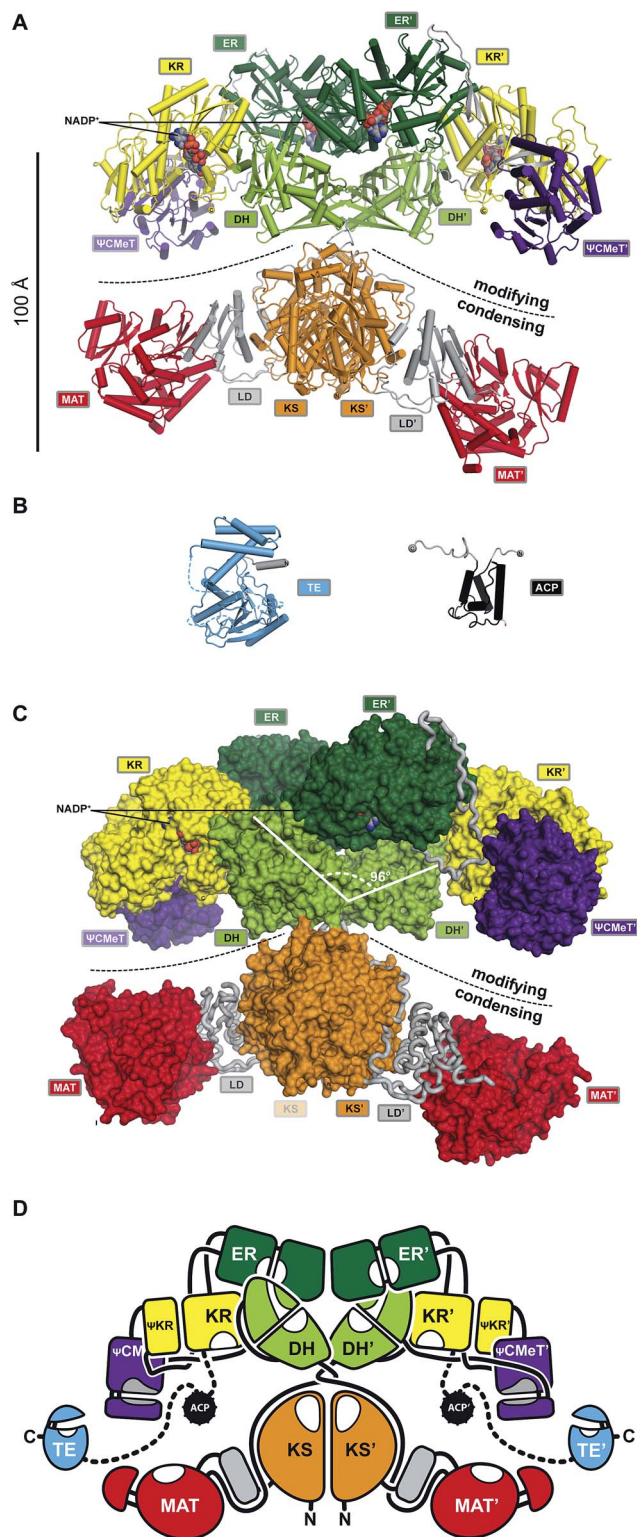 A
ER
ER'
KR
KR'
NADP⁺
ΨCMeT
DH
DH'
ΨCMeT'
100 Å
modifying
condensing
MAT
LD
KS
KS'
LD'
MAT'
B
TE
ACP
N
C
N
C
ER
ER'
KR
KR'
NADP⁺
96°
ΨCMeT
DH
DH'
ΨCMeT'
modifying
condensing
MAT
LD
KS
KS'
LD'
MAT'
D
ER
ER'
ΨKR
KR
KR'
ΨKR'
ΨCM
DH
DH'
ΨCMeT'
ACP
ACP'
C
TE
KS
KS'
TE'
C
MAT
MAT'
N
N